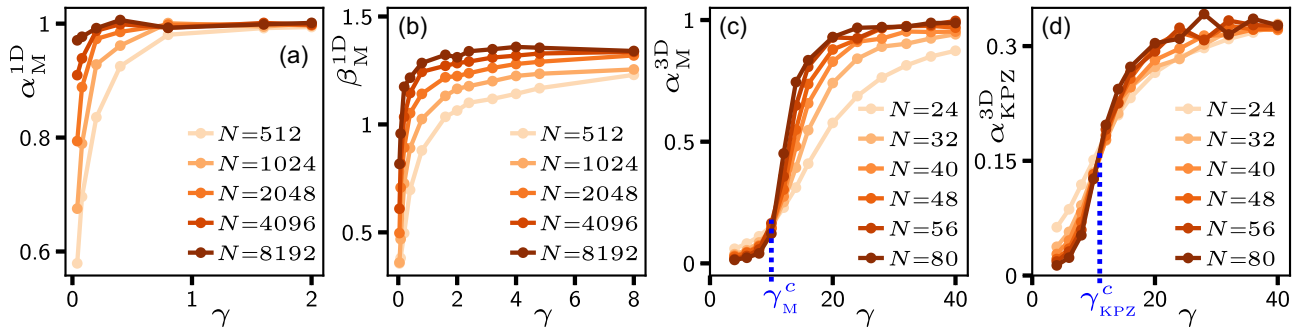 α_M^1D
1
0.8
0.6
0
1
2
γ
(a)
N=512
N=1024
N=2048
N=4096
N=8192
β_M^1D
1.5
1
0.5
0
2
4
6
8
γ
(b)
N=512
N=1024
N=2048
N=4096
N=8192
α_M^3D
1
0.5
0
0
20
40
γ
γ_M^c
(c)
N=24
N=32
N=40
N=48
N=56
N=80
α_KPZ^3D
0.3
0.15
0
0
20
40
γ
γ_KPZ^c
(d)
N=24
N=32
N=40
N=48
N=56
N=80